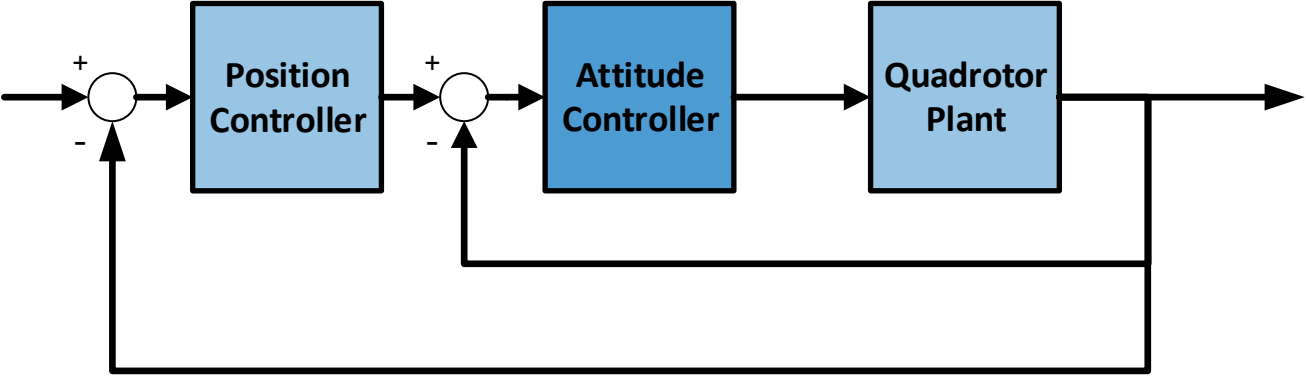 +
Position
Controller
-
+
Attitude
Controller
-
Quadrotor
Plant